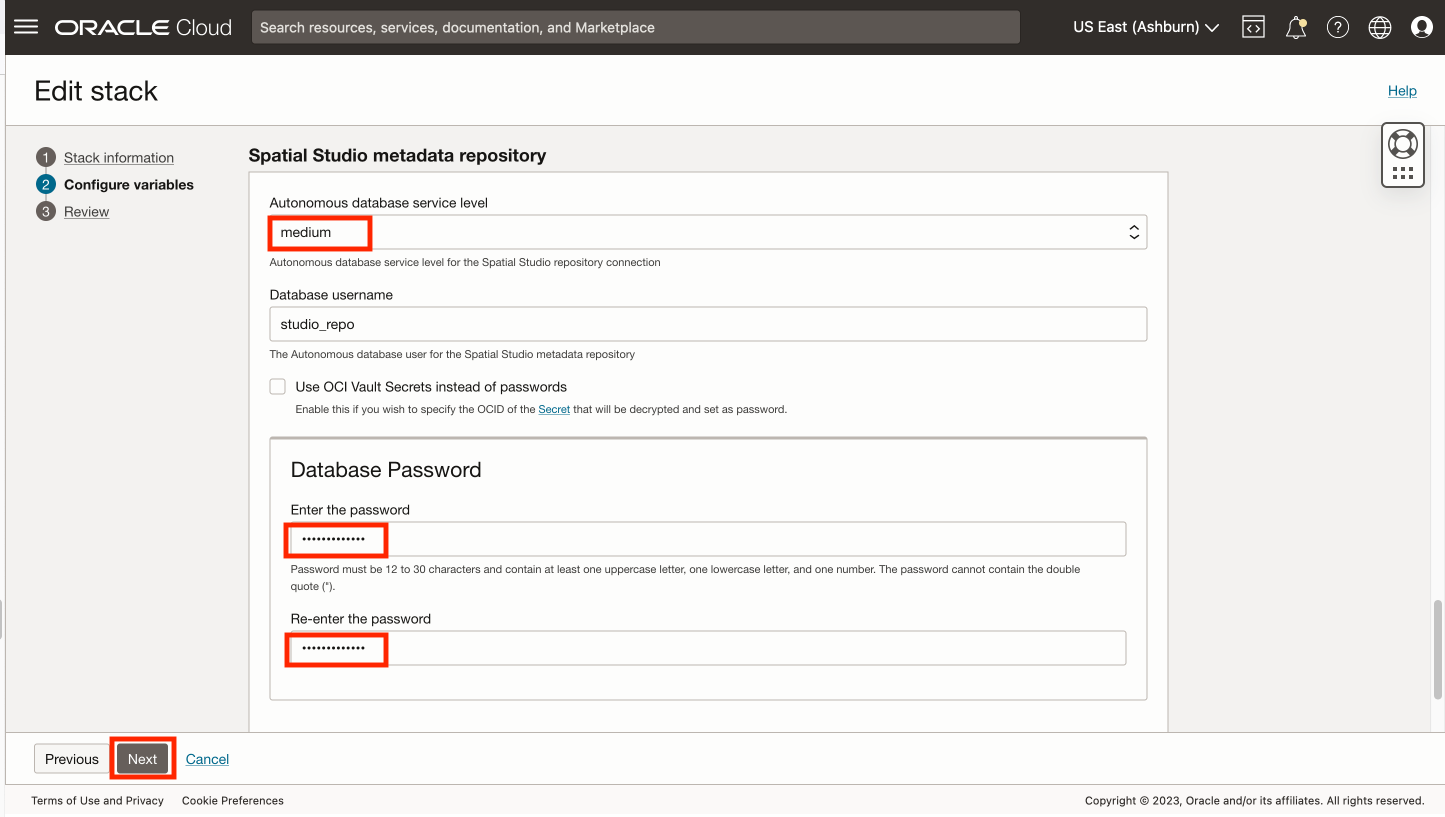 ORACLE Cloud
Search resources, services, documentation, and Marketplace
US East (Ashburn)
Edit stack
Help
1 Stack information
2 Configure variables
3 Review
Spatial Studio metadata repository
Autonomous database service level
medium
Autonomous database service level for the Spatial Studio repository connection
Database username
studio_repo
The Autonomous database user for the Spatial Studio metadata repository
Use OCI Vault Secrets instead of passwords
Enable this if you wish to specify the OCID of the Secret that will be decrypted and set as password.
Database Password
Enter the password
•••••••••••••
Password must be 12 to 30 characters and contain at least one uppercase letter, one lowercase letter, and one number. The password cannot contain the double
quote (").
Re-enter the password
•••••••••••••
Previous
Next
Cancel
Terms of Use and Privacy
Cookie Preferences
Copyright © 2023, Oracle and/or its affiliates. All rights reserved.